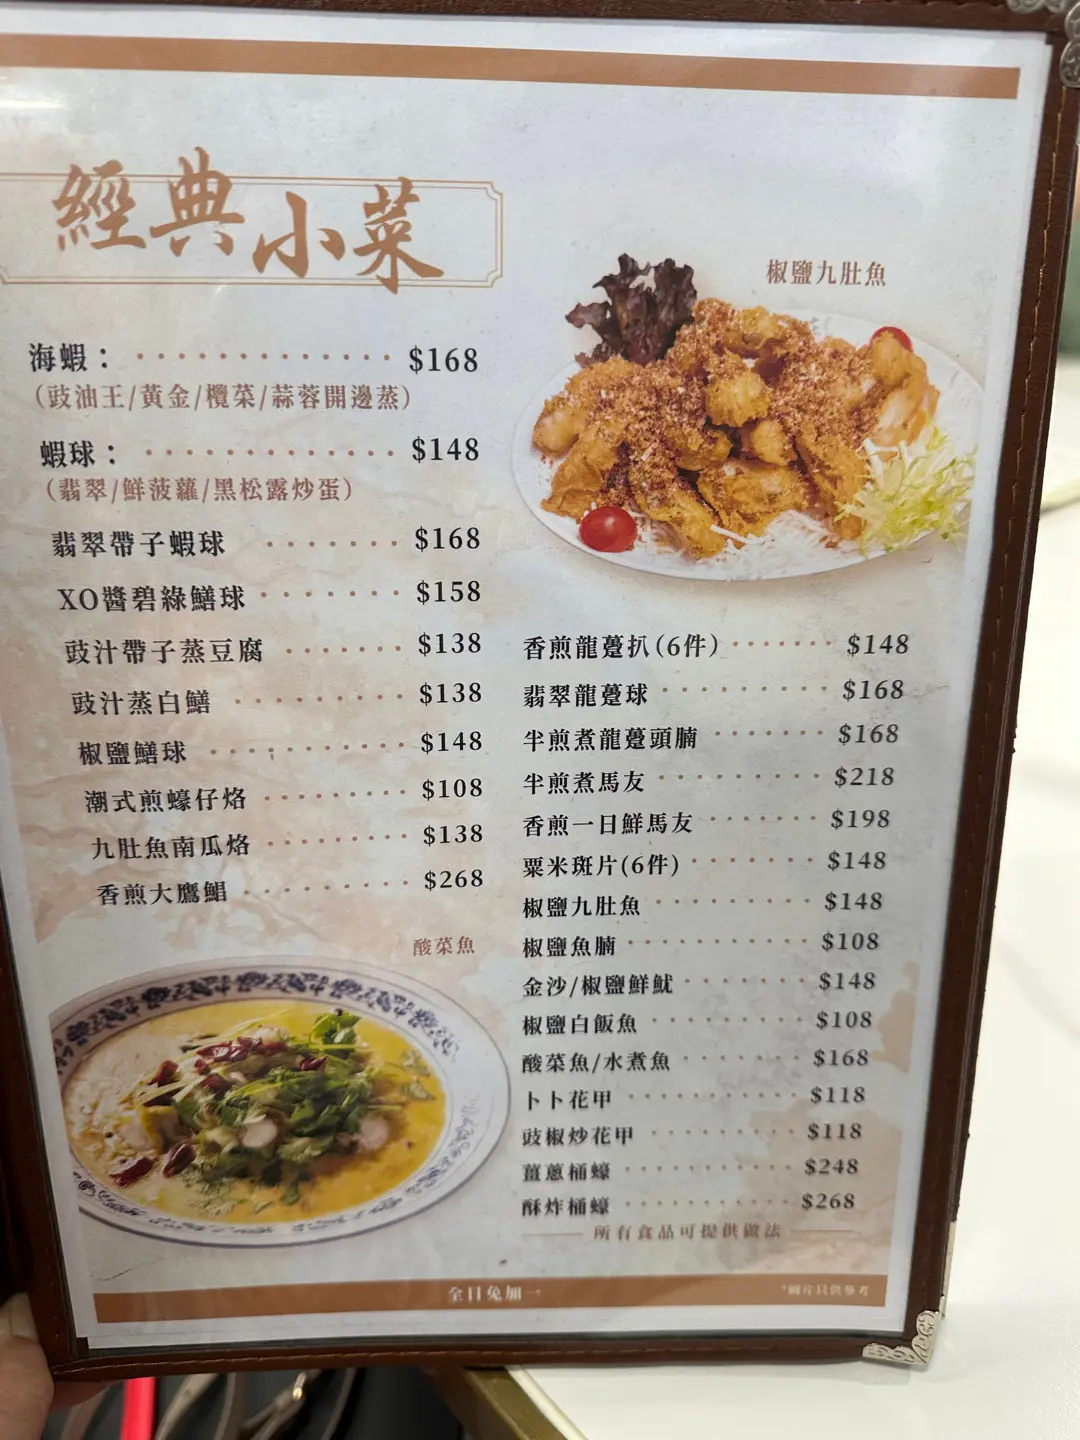 經典小菜
海蝦： $168
（豉油王/黃金/欖菜/蒜蓉開邊蒸）
蝦球： $148
（翡翠/鮮菠蘿/黑松露炒蛋）
翡翠帶子蝦球 $168
XO醬碧綠鱔球 $158
豉汁帶子蒸豆腐 $138
豉汁蒸白鱔 $138
椒鹽鱔球 $148
潮式煎蠔仔烙 $108
九肚魚南瓜烙 $138
香煎大鷹鯧 $268
酸菜魚
椒鹽九肚魚
香煎龍躉扒(6件) $148
翡翠龍躉球 $168
半煎煮龍躉頭腩 $168
半煎煮馬友 $218
香煎一日鮮馬友 $198
粟米斑片(6件) $148
椒鹽九肚魚 $148
椒鹽魚腩 $108
金沙/椒鹽鮮魷 $148
椒鹽白飯魚 $108
酸菜魚/水煮魚 $168
卜卜花甲 $118
豉椒炒花甲 $118
薑蔥桶蠔 $248
酥炸桶蠔 $268
所有食品可提供做法
全日免加一
*圖片只供參考